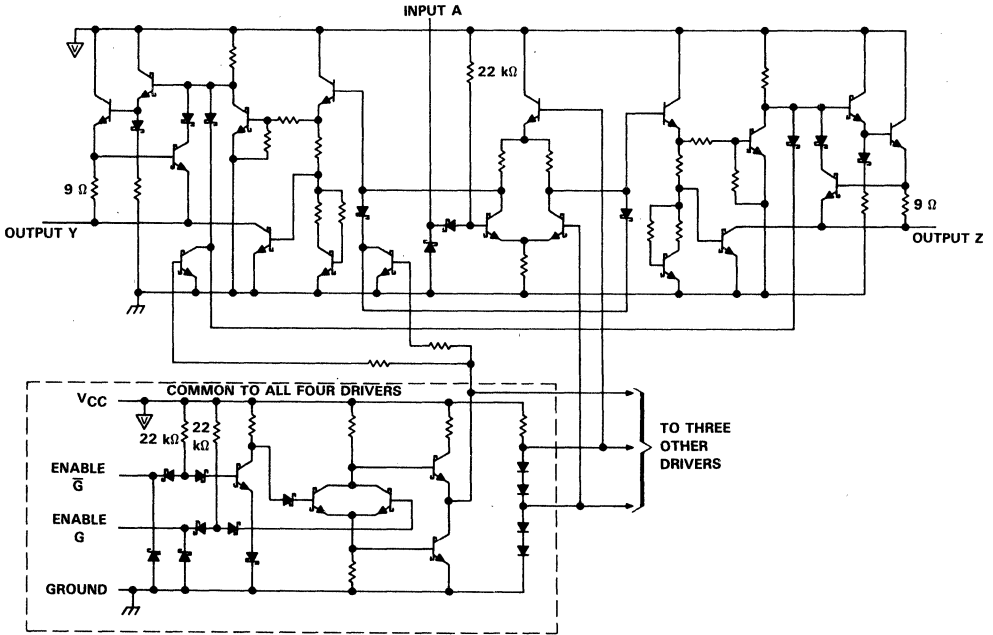 INPUT A
V
22 kΩ
9 Ω
9 Ω
OUTPUT Y
OUTPUT Z
COMMON TO ALL FOUR DRIVERS
VCC
V
22 kΩ
22
kΩ
TO THREE
OTHER
DRIVERS
ENABLE
G̅
ENABLE
G
GROUND